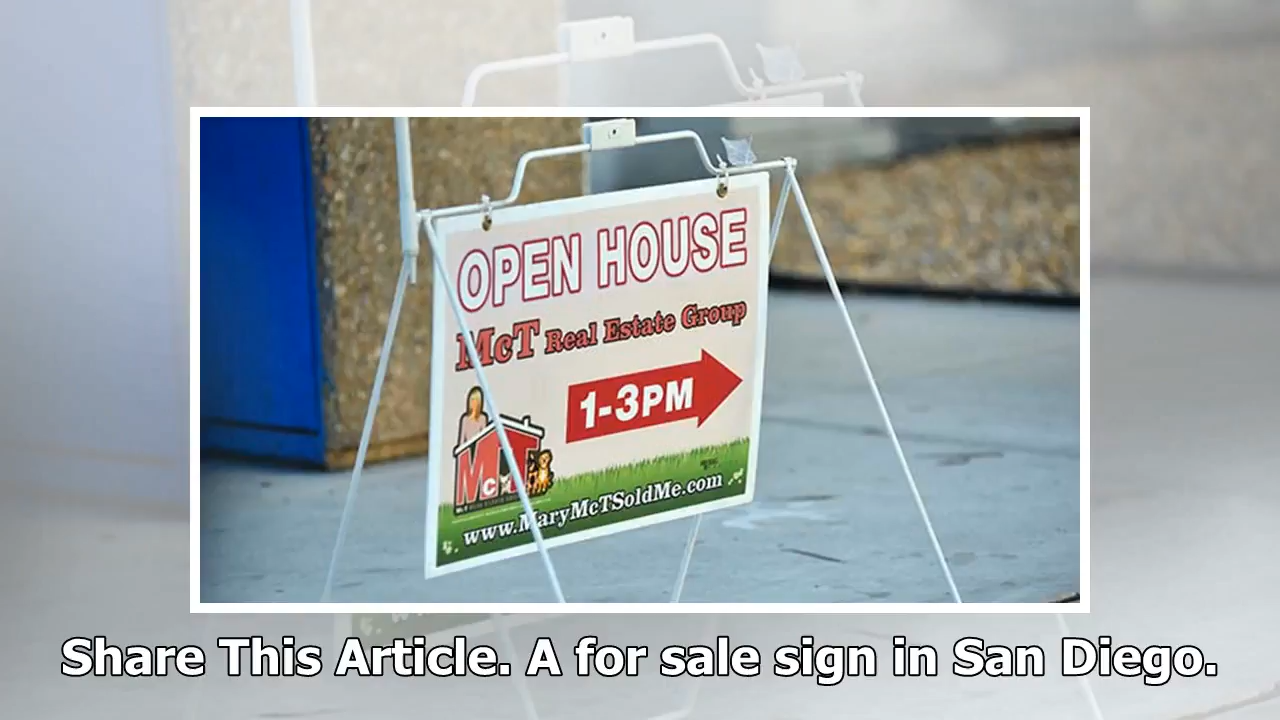 OPEN HOUSE
McT Real Estate Group
1-3PM
McT
www.MaryMcTSoldMe.com
Share This Article. A for sale sign in San Diego.